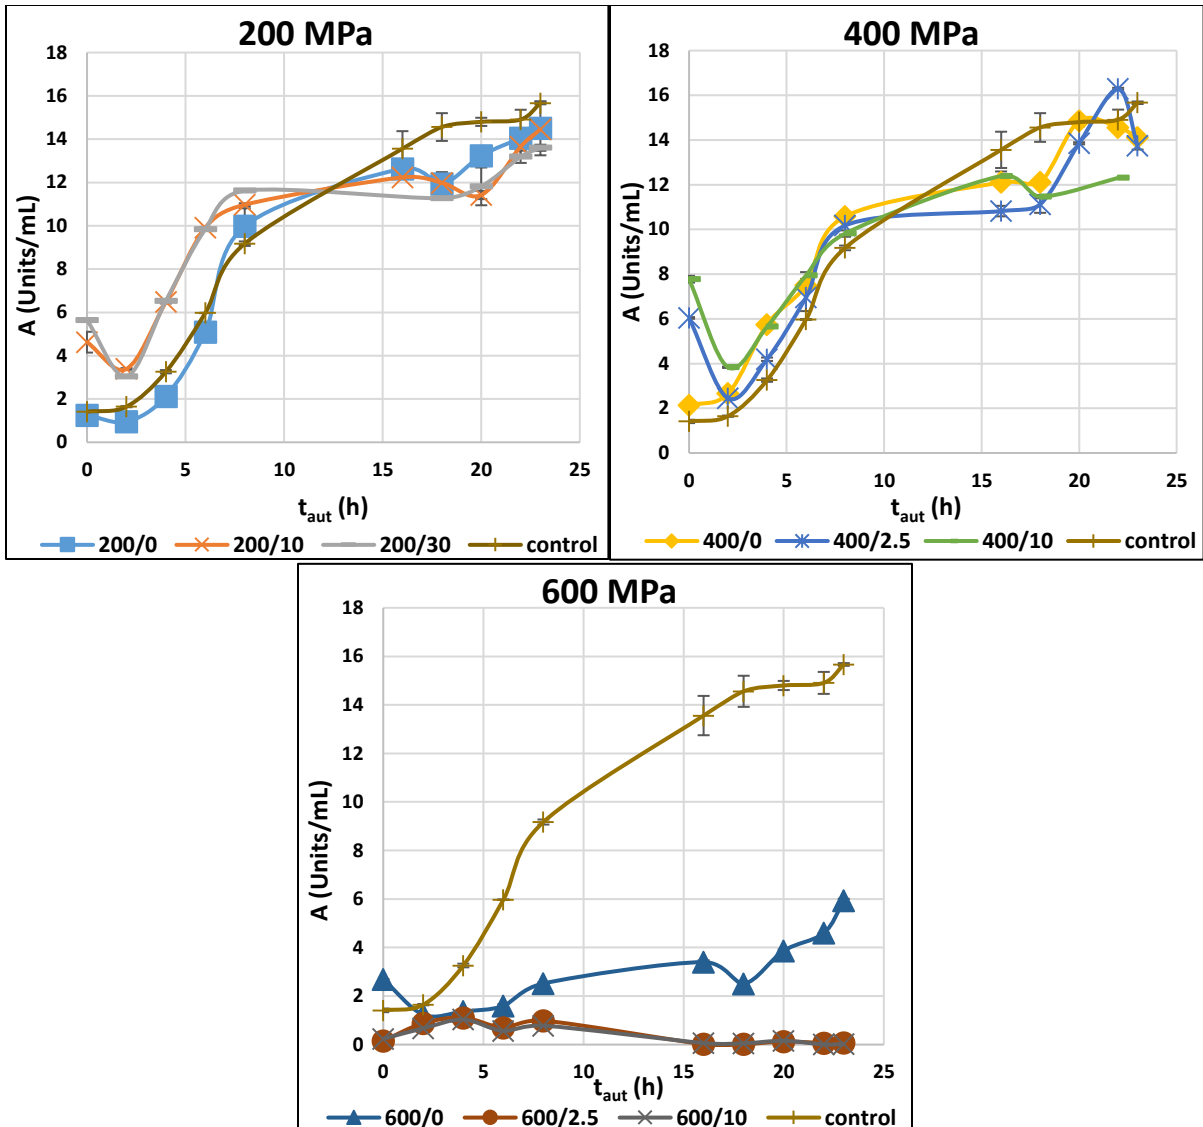 200 MPa
18
16
14
12
10
8
6
4
2
0
A (Units/mL)
0 5 10 15 20 25
taut (h)
200/0 200/10 200/30 control
400 MPa
18
16
14
12
10
8
6
4
2
0
A (Units/mL)
0 5 10 15 20 25
taut (h)
400/0 400/2.5 400/10 control
600 MPa
18
16
14
12
10
8
6
4
2
0
A (Units/mL)
0 5 10 15 20 25
taut (h)
600/0 600/2.5 600/10 control